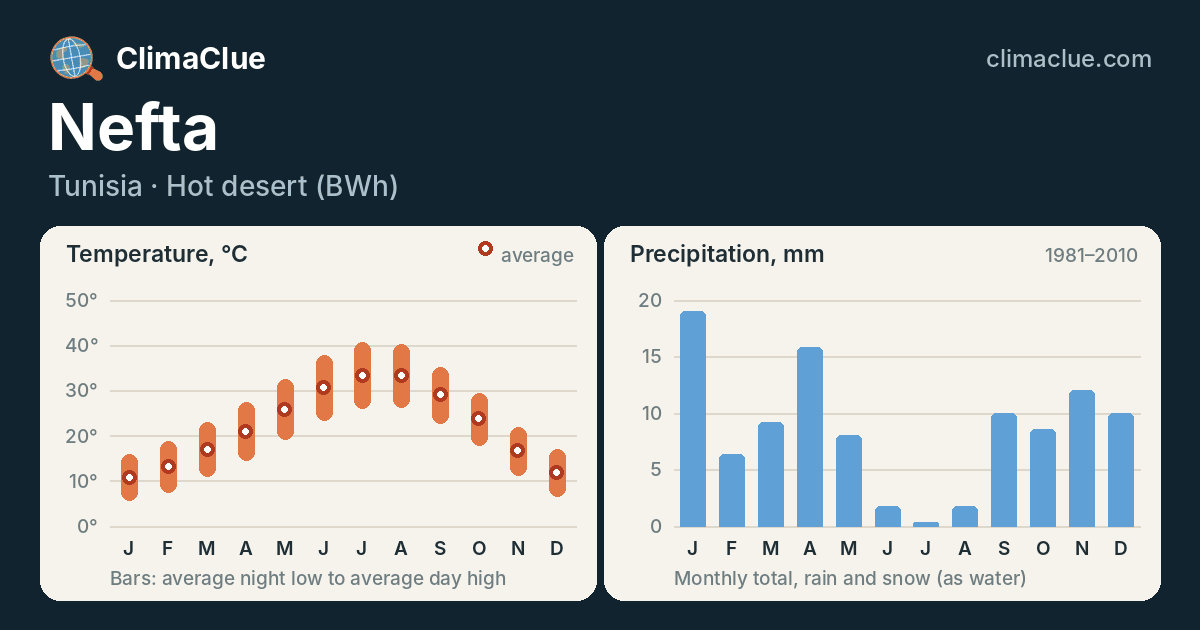 ClimaClue
climaclue.com
Nefta
Tunisia · Hot desert (BWh)
Temperature, °C
average
50°
40°
30°
20°
10°
0°
J F M A M J J A S O N D
Bars: average night low to average day high
Precipitation, mm
1981–2010
20
15
10
5
0
J F M A M J J A S O N D
Monthly total, rain and snow (as water)